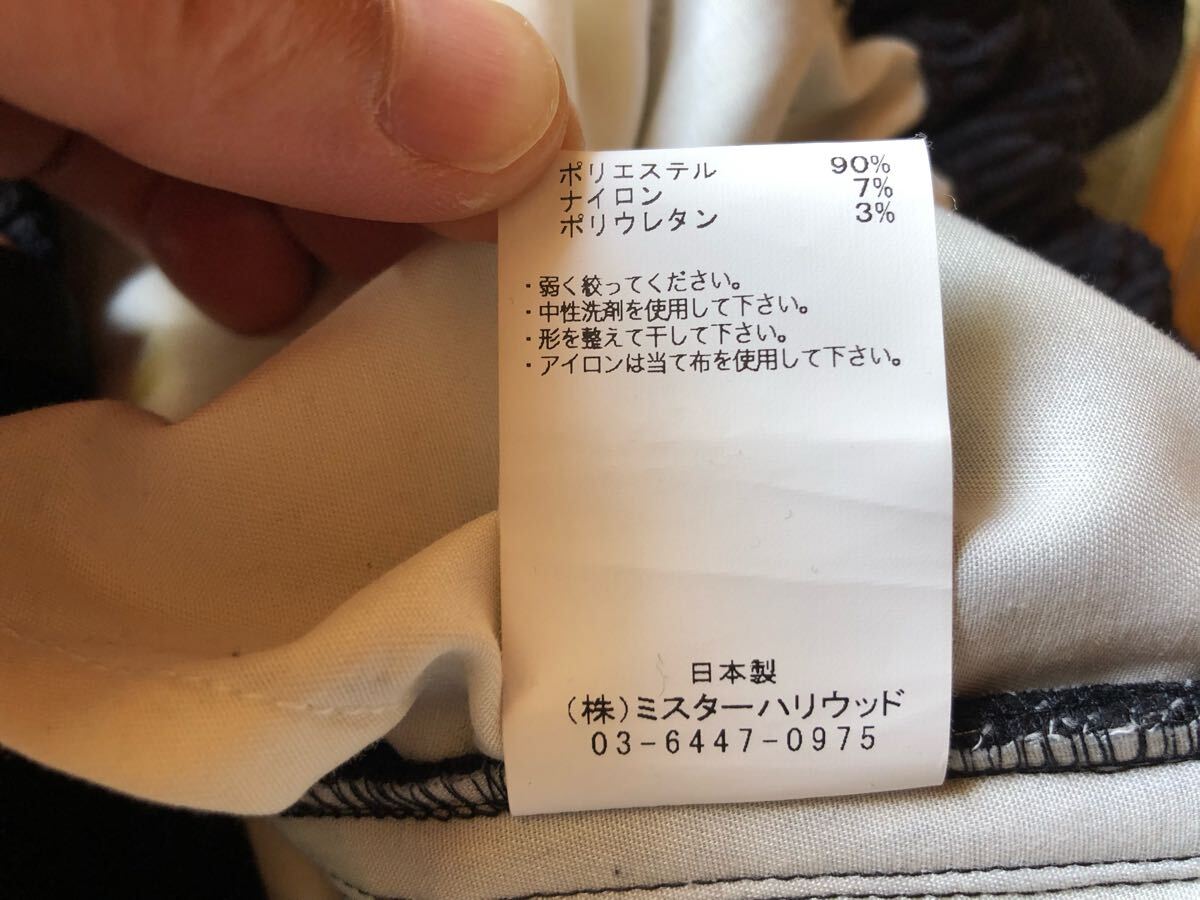 ポリエステル 90%
ナイロン 7%
ポリウレタン 3%
・弱く絞ってください。
・中性洗剤を使用して下さい。
・形を整えて干して下さい。
・アイロンは当て布を使用して下さい。
日本製
(株)ミスターハリウッド
03-6447-0975